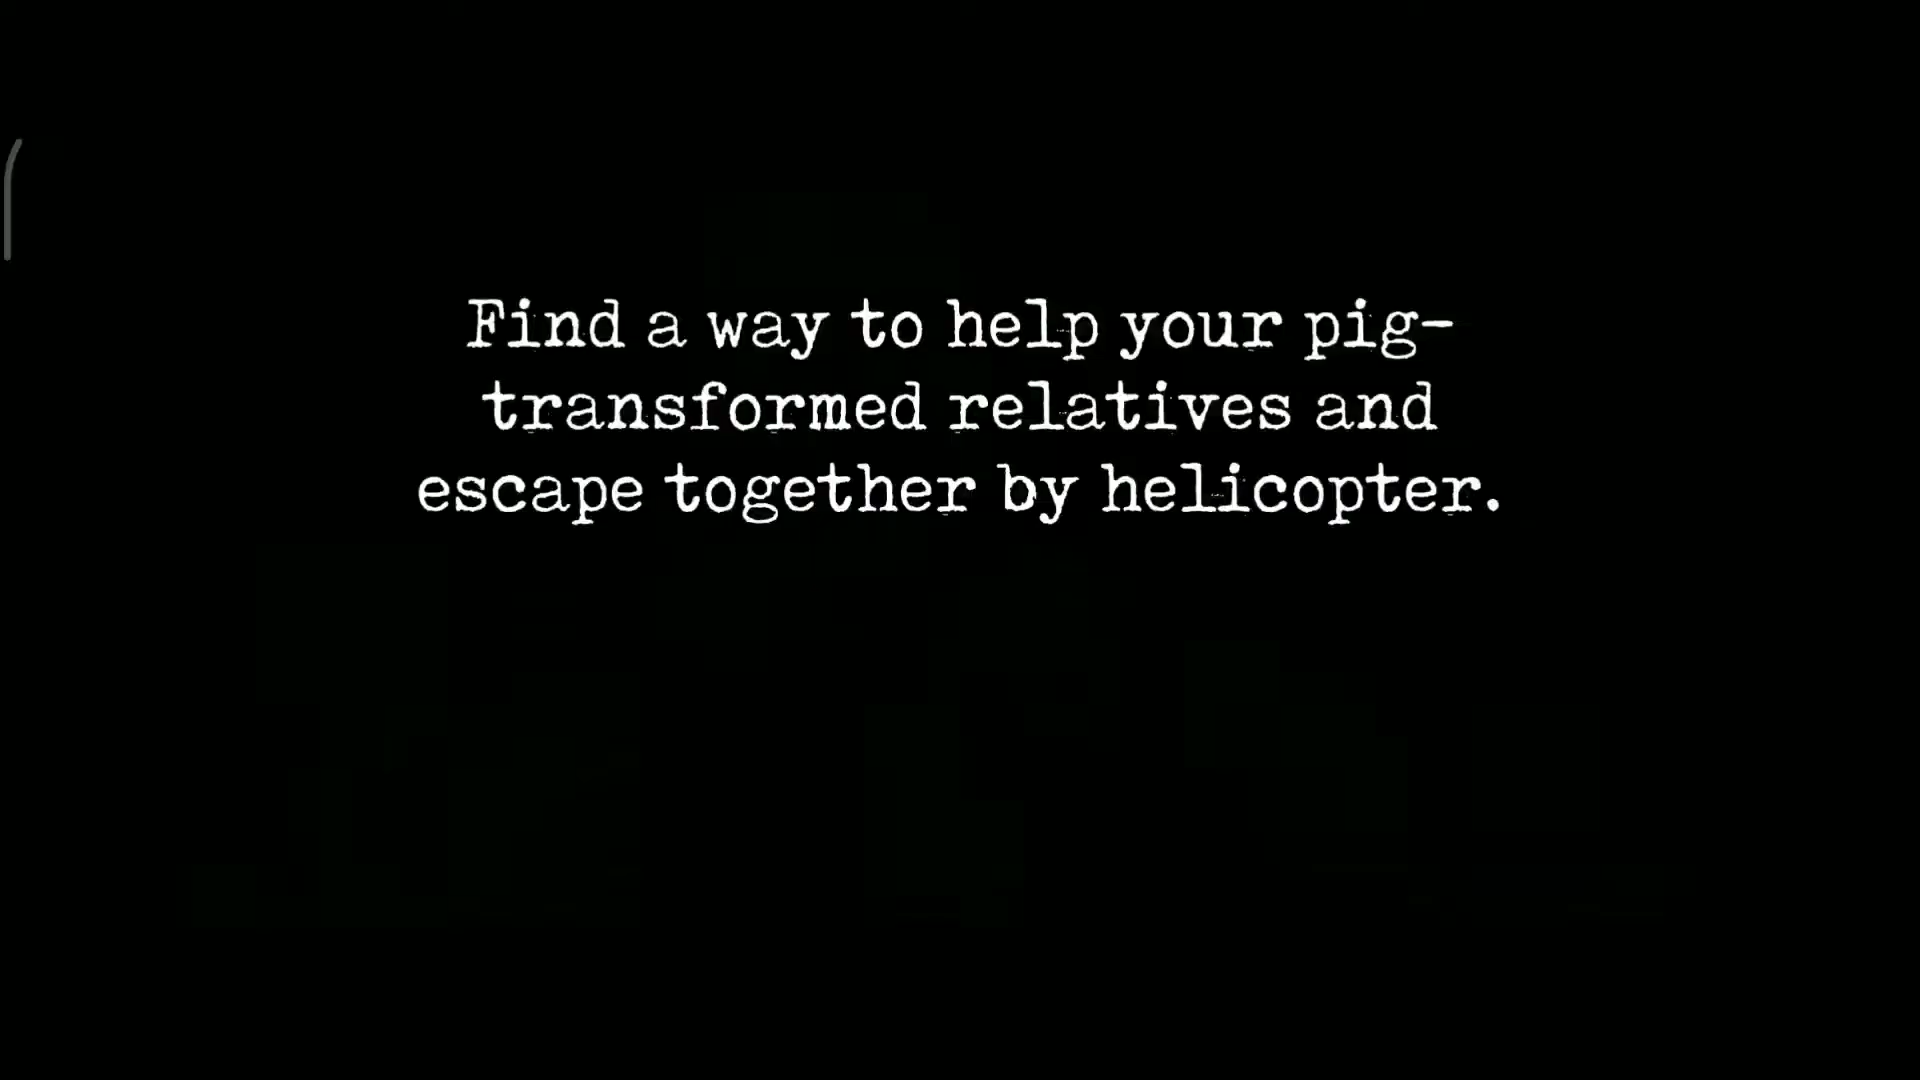 Find a way to help your pig-
transformed relatives and
escape together by helicopter.